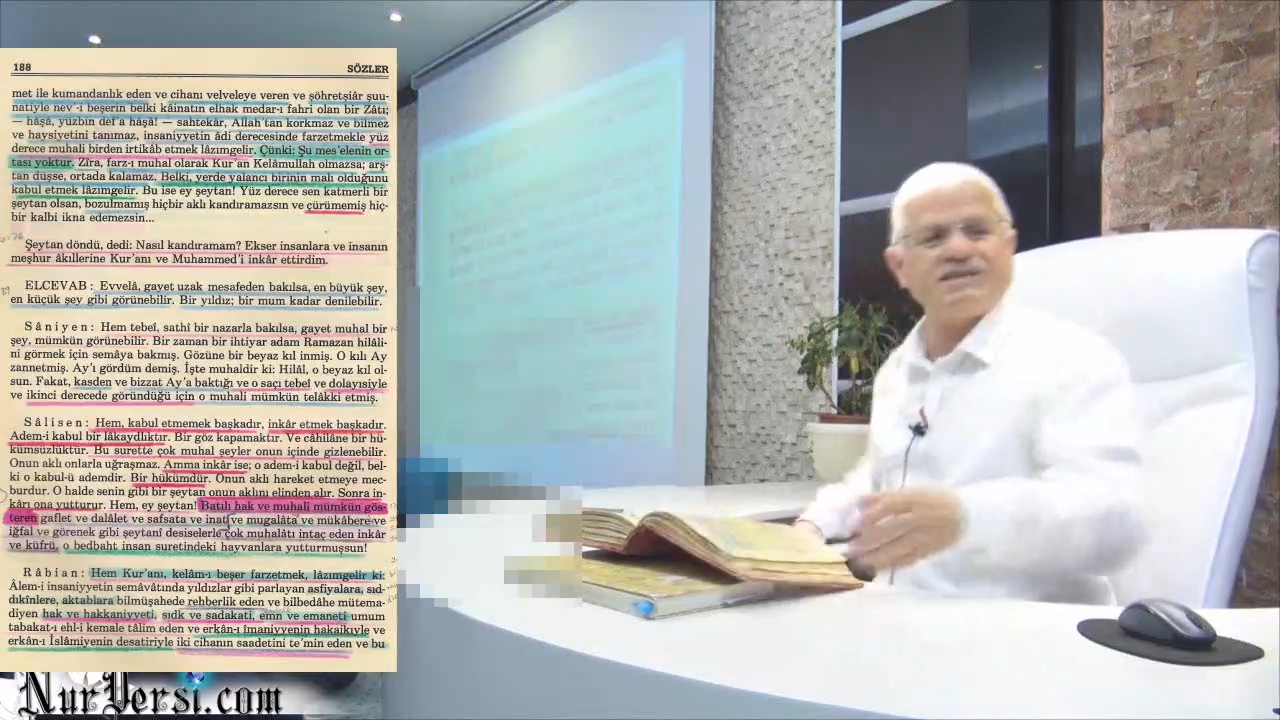 188 SÖZLER
met ile kumandanlık eden ve cihanı velveleye veren ve şöhretşiâr şuu-
natiyle nev'-i beşerin belki kâinatın elhak medar-ı fahri olan bir Zâtı;
— hâşâ, yüzbin def'a hâşâ! — sahtekâr, Allah'tan korkmaz ve bilmez
ve haysiyetini tanımaz, insaniyyetin âdi derecesinde farzetmekle yüz
derece muhali birden irtikâb etmek lâzımgelir. Çünki: Şu mes'elenin or-
tası yoktur. Zîra, farz-ı muhal olarak Kur'an Kelâmullah olmazsa; arş-
tan düşse, ortada kalamaz. Belki, yerde yalancı birinin malı olduğunu
kabul etmek lâzımgelir. Bu ise ey şeytan! Yüz derece sen katmerli bir
şeytan olsan, bozulmamış hiçbir aklı kandıramazsın ve çürümemiş hiç-
bir kalbi ikna edemezsin...
Şeytan döndü, dedi: Nasıl kandıramam? Ekser insanlara ve insanın
meşhur âkıllerine Kur'anı ve Muhammed'i inkâr ettirdim.
ELCEVAB : Evvelâ, gayet uzak mesafeden bakılsa, en büyük şey,
en küçük şey gibi görünebilir. Bir yıldız; bir mum kadar denilebilir.
Sâniyen : Hem tebeî, sathî bir nazarla bakılsa, gayet muhal bir
şey, mümkün görünebilir. Bir zaman bir ihtiyar adam Ramazan hilâli-
ni görmek için semâya bakmış. Gözüne bir beyaz kıl inmiş. O kılı Ay
zannetmiş. Ay'ı gördüm demiş. İşte muhaldir ki: Hilâl, o beyaz kıl ol-
sun. Fakat, kasden ve bizzat Ay'a baktığı ve o saçı tebeî ve dolayısiyle
ve ikinci derecede göründüğü için o muhali mümkün telâkki etmiş.
Sâlisen : Hem, kabul etmemek başkadır, inkâr etmek başkadır.
Adem-i kabul bir lâkaydlıktır. Bir göz kapamaktır. Ve câhilâne bir hü-
kümsüzlüktür. Bu surette çok muhal şeyler onun içinde gizlenebilir.
Onun aklı onlarla uğraşmaz. Amma inkâr ise; o adem-i kabul değil, bel-
ki o kabul-ü ademdir. Bir hükümdür. Onun aklı hareket etmeye mec-
burdur. O halde senin gibi bir şeytan onun aklını elinden alır. Sonra in-
kârı ona yutturur. Hem, ey şeytan! Batılı hak ve muhali mümkün gös-
teren gaflet ve dalâlet ve safsata ve inat ve mugalâta ve mükâbere ve
iğfal ve görenek gibi şeytanî desiselerle çok muhalâtı intaç eden inkâr
ve küfrü, o bedbaht insan suretindeki hayvanlara yutturmuşsun!
Râbian : Hem Kur'anı, kelâm-ı beşer farzetmek, lâzımgelir ki:
Âlem-i insaniyyetin semâvâtında yıldızlar gibi parlayan asfiyalara, sıd-
dıkînlere, aktablara bilmüşahede rehberlik eden ve bilbedahe mütema-
diyen hak ve hakkaniyyeti, sıdk ve sadakatı, emn ve emaneti umum
tabakat-ı ehl-i kemale tâlim eden ve erkân-ı îmaniyyenin hakaikıyle ve
erkân-ı İslâmiyenin desatiriyle iki cihanın saadetini te'min eden ve bu
NurDersi.com